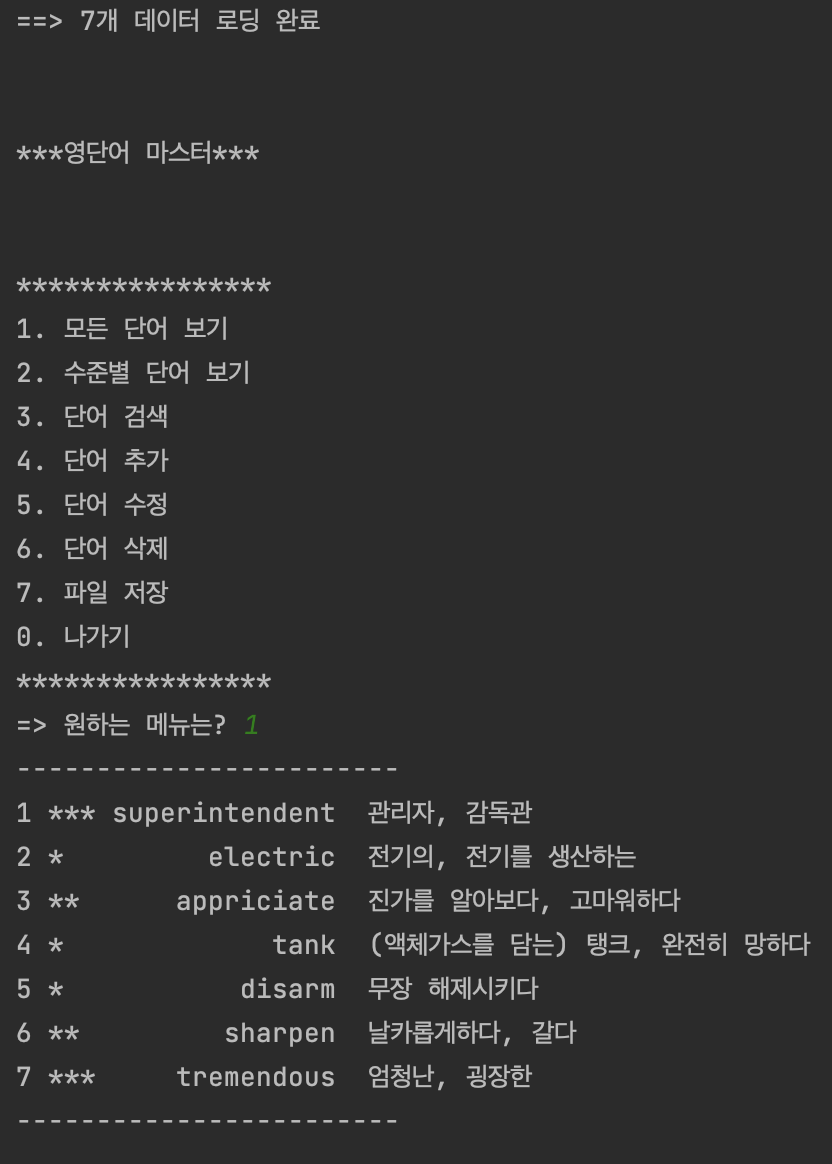 ==> 7개 데이터 로딩 완료
***영단어 마스터***
****************
1. 모든 단어 보기
2. 수준별 단어 보기
3. 단어 검색
4. 단어 추가
5. 단어 수정
6. 단어 삭제
7. 파일 저장
0. 나가기
****************
=> 원하는 메뉴는? 1
------------------------
1 *** superintendent  관리자, 감독관
2 *         electric  전기의, 전기를 생산하는
3 **      appriciate  진가를 알아보다, 고마워하다
4 *             tank  (액체가스를 담는) 탱크, 완전히 망하다
5 *           disarm  무장 해제시키다
6 **         sharpen  날카롭게하다, 갈다
7 ***     tremendous  엄청난, 굉장한
------------------------